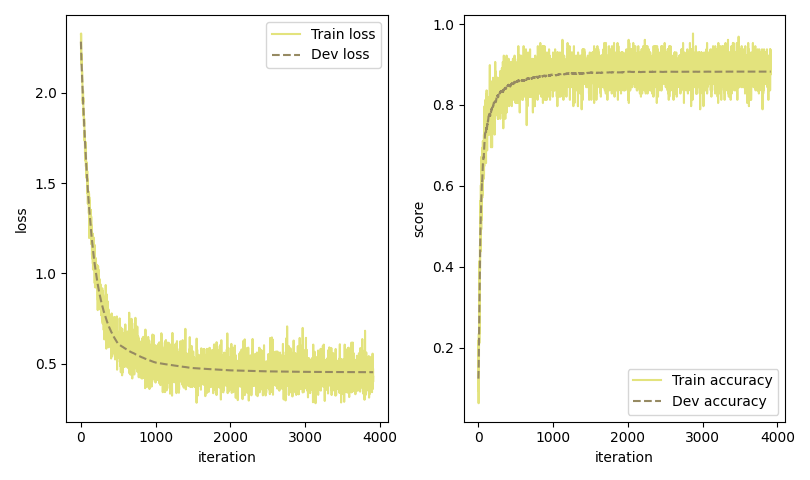 Train loss
Dev loss
2.0
1.5
1.0
0.5
loss
0
1000
2000
3000
4000
iteration
1.0
0.8
0.6
0.4
0.2
score
Train accuracy
Dev accuracy
0
1000
2000
3000
4000
iteration